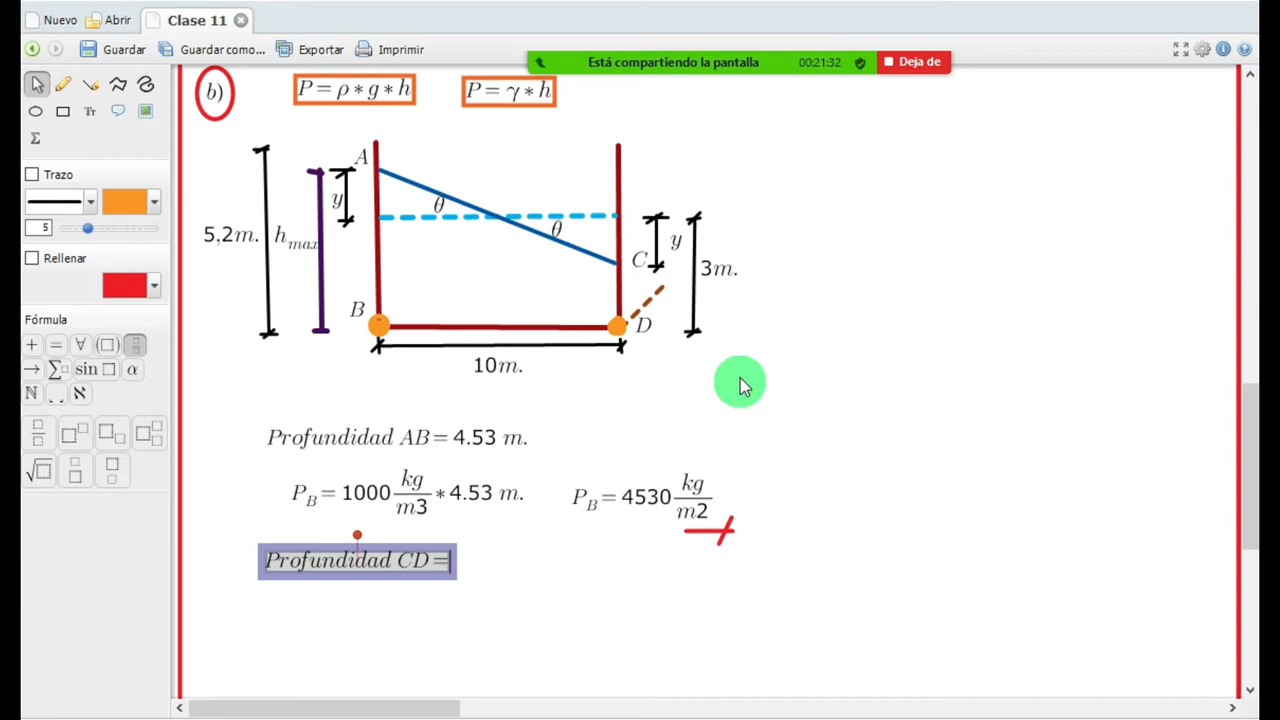 Nuevo Abrir Clase 11
Guardar Guardar como... Exportar Imprimir
Está compartiendo la pantalla 00:21:32 Deja de
b) P = ρ * g * h P = γ * h
Trazo
5
Rellenar
Fórmula
+ = ∀ (□)
→ Σ sin □ α
ℕ ℵ
Tт
Σ
A
y
θ
θ
5,2m. h_max
y
C
3m.
B
D
10m.
Profundidad AB = 4.53 m.
P_B = 1000 kg/m3 * 4.53 m. P_B = 4530 kg/m2
Profundidad CD =